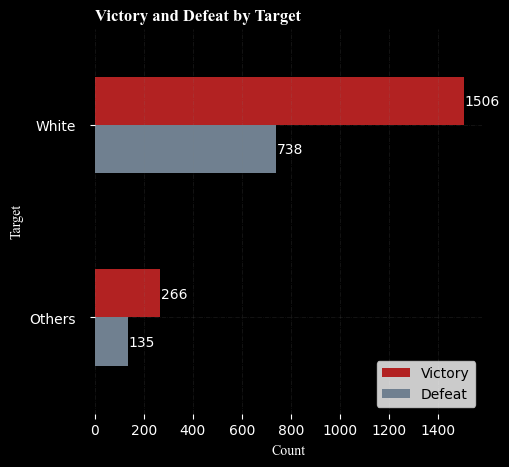 Victory and Defeat by Target
1506
White
738
Target
266
Others
135
Victory
Defeat
0 200 400 600 800 1000 1200 1400
Count